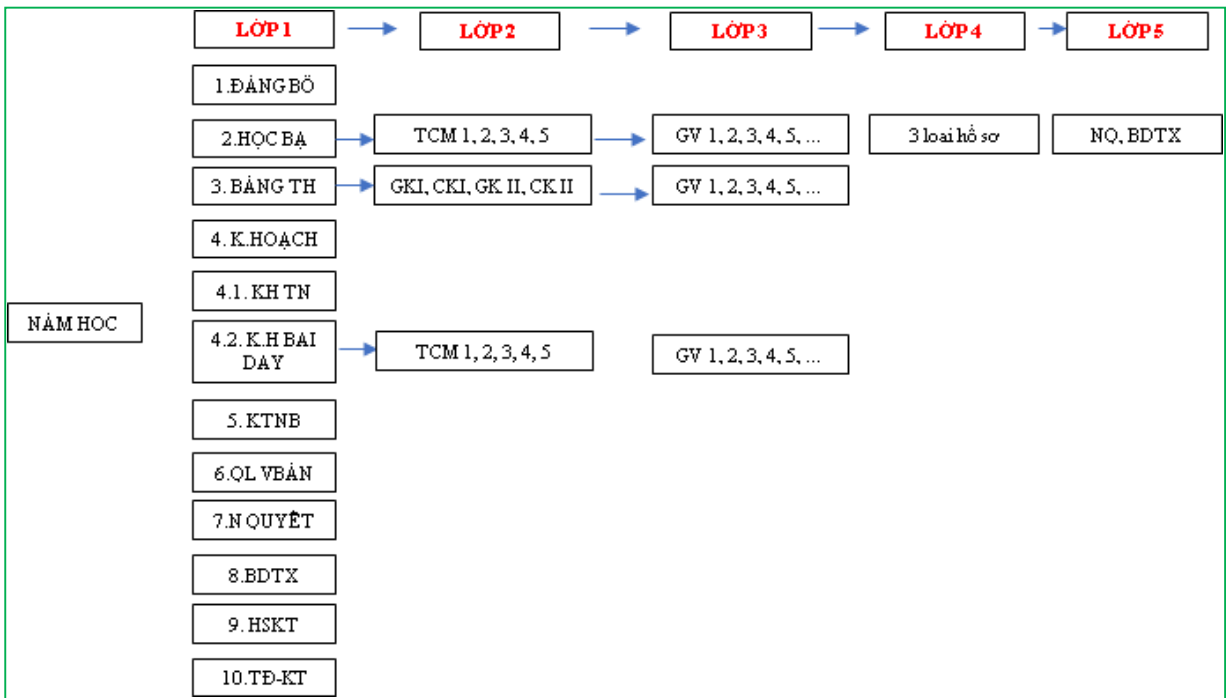 LỚP 1
LỚP 2
LỚP 3
LỚP 4
LỚP 5
1.ĐẢNG BỘ
2.HỌC BẠ
TCM 1, 2, 3, 4, 5
GV 1, 2, 3, 4, 5, ...
3 loai hồ sơ
NQ, BDTX
3. BẢNG TH
GKI, CKI, GK II, CK II
GV 1, 2, 3, 4, 5, ...
4. K.HOẠCH
4.1. KH TN
NĂM HOC
4.2. K.H BAI
DAY
TCM 1, 2, 3, 4, 5
GV 1, 2, 3, 4, 5, ...
5. KTNB
6.QL VBẢN
7.N QUYẾT
8.BDTX
9. HSKT
10.TĐ-KT